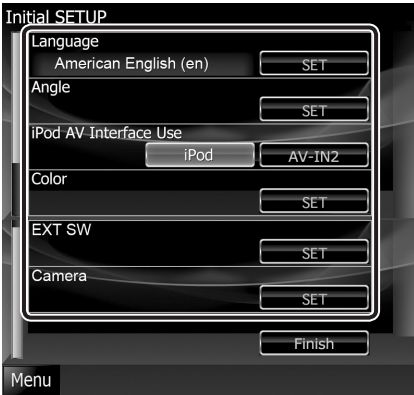 Initial SETUP
Language
American English (en) SET
Angle
SET
iPod AV Interface Use
iPod AV-IN2
Color
SET
EXT SW
SET
Camera
SET
Finish
Menu